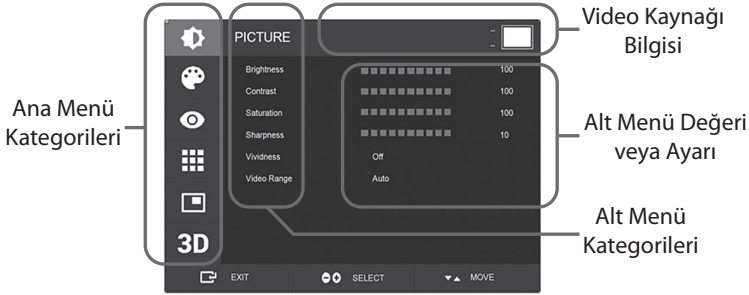 Video Kaynağı
Bilgisi
PICTURE
Brightness 100
Contrast 100
Saturation 100
Sharpness 10
Vividness Off
Video Range Auto
Ana Menü
Kategorileri
Alt Menü Değeri
veya Ayarı
Alt Menü
Kategorileri
3D
EXIT SELECT MOVE